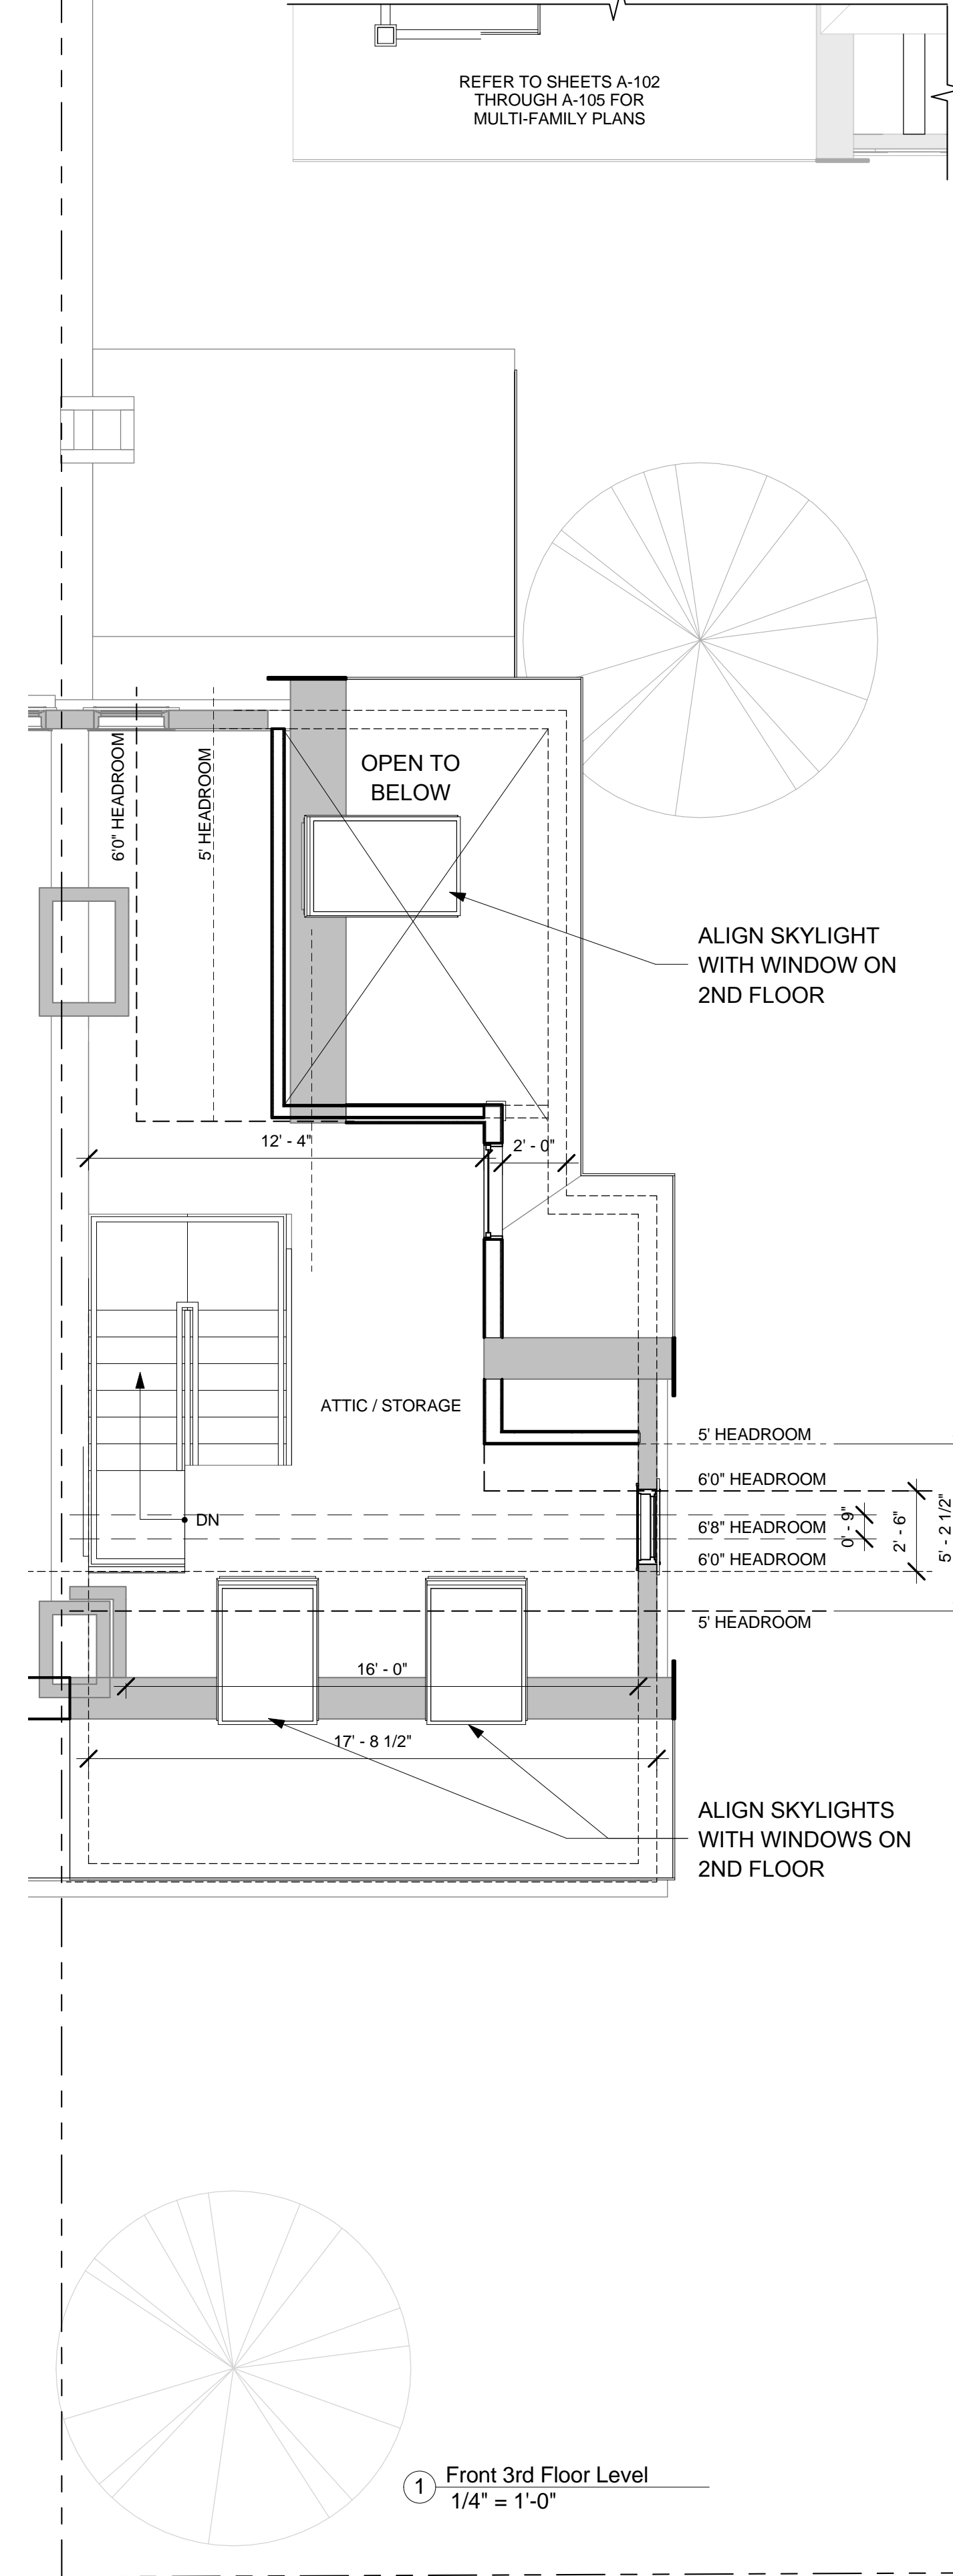 REFER TO SHEETS A-102
THROUGH A-105 FOR
MULTI-FAMILY PLANS
6'0" HEADROOM
5' HEADROOM
OPEN TO
BELOW
ALIGN SKYLIGHT
WITH WINDOW ON
2ND FLOOR
12' - 4"
2' - 0"
ATTIC / STORAGE
5' HEADROOM
6'0" HEADROOM
DN
6'8" HEADROOM
6'0" HEADROOM
0' - 9"
2' - 6"
5' - 2 1/2"
5' HEADROOM
16' - 0"
17' - 8 1/2"
ALIGN SKYLIGHTS
WITH WINDOWS ON
2ND FLOOR
1
Front 3rd Floor Level
1/4" = 1'-0"